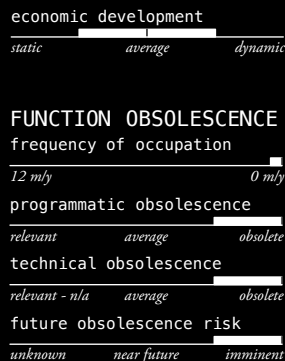 economic development
static average dynamic
FUNCTION OBSOLESCENCE
frequency of occupation
12 m/y 0 m/y
programmatic obsolescence
relevant average obsolete
technical obsolescence
relevant - n/a average obsolete
future obsolescence risk
unknown near future imminent